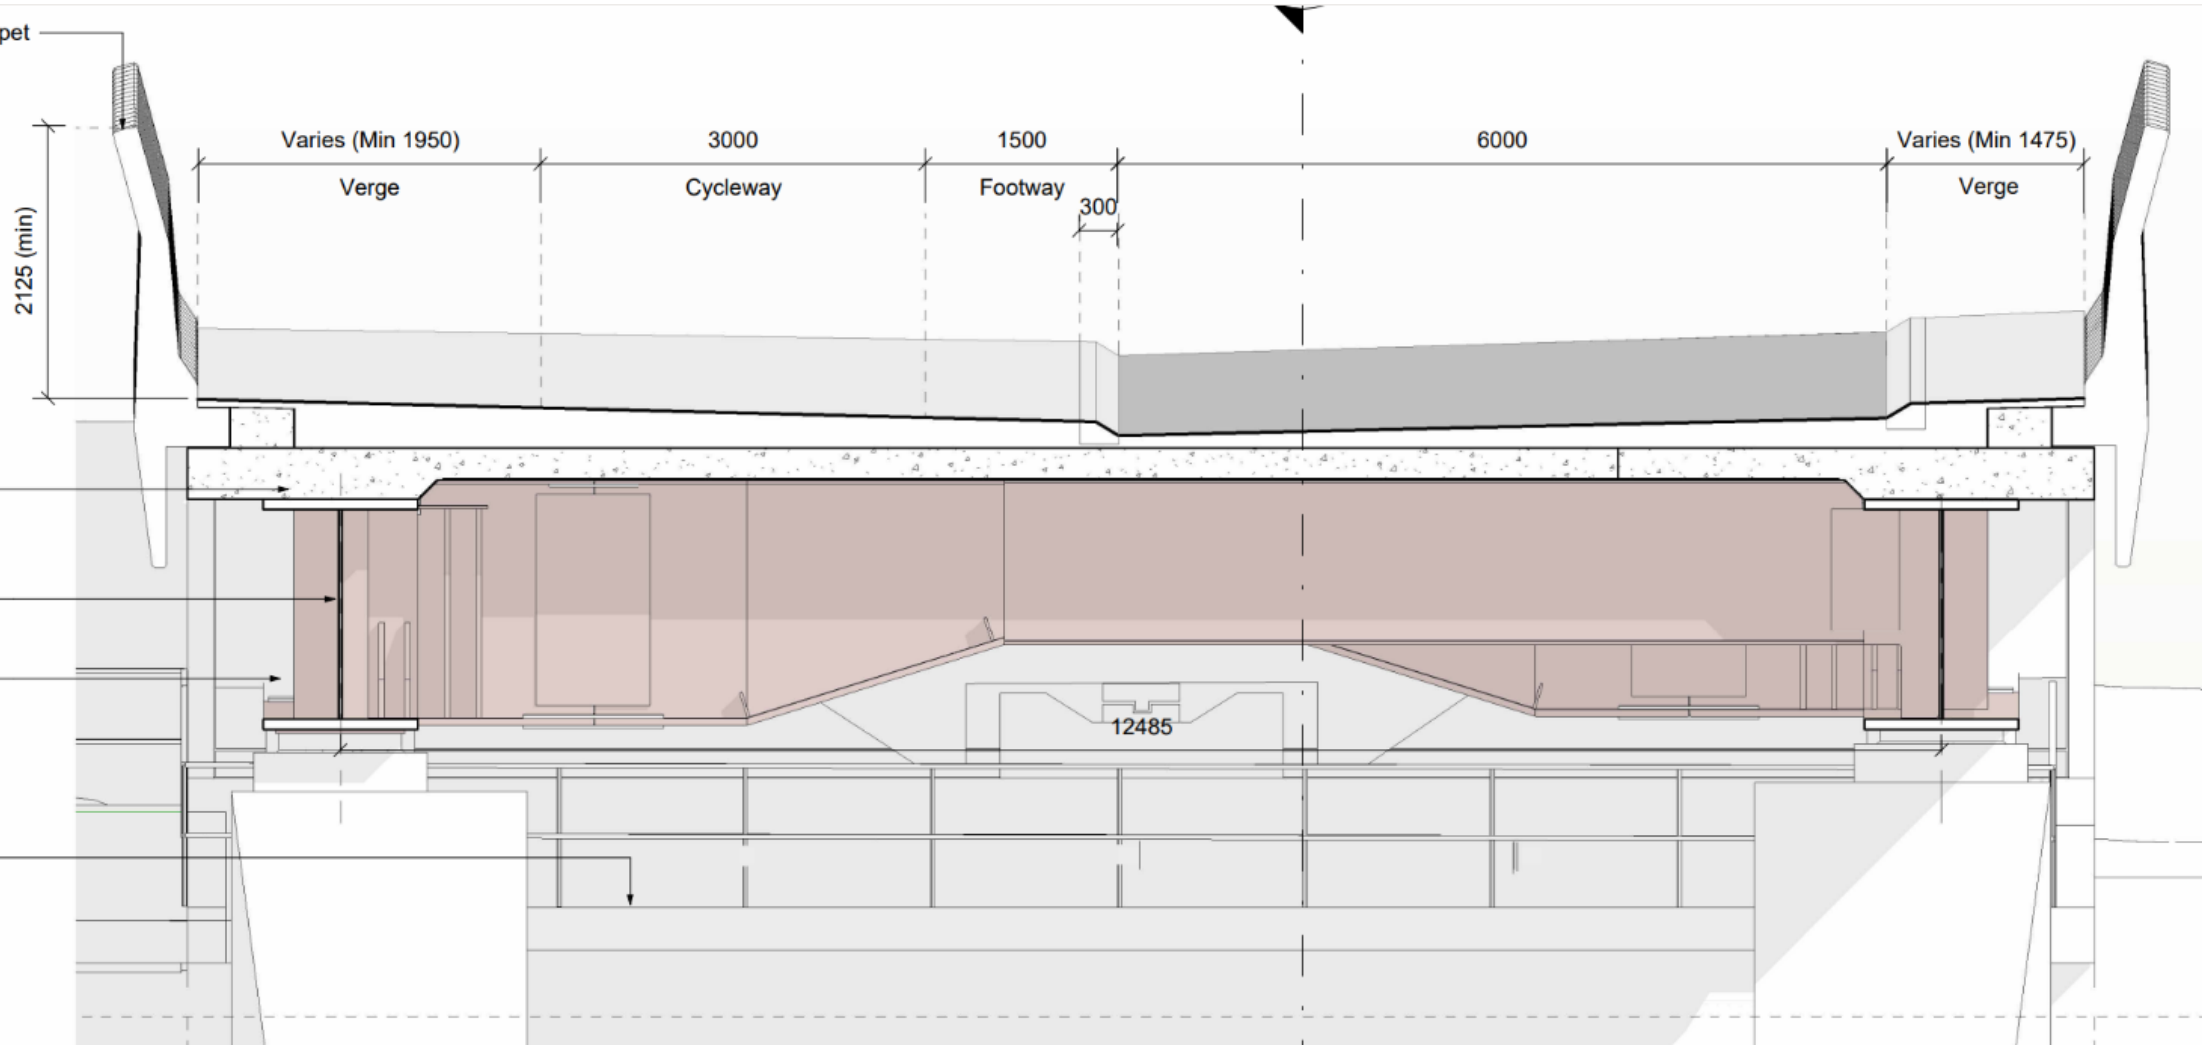 pet
Varies (Min 1950)
3000
1500
6000
Varies (Min 1475)
Verge
Cycleway
Footway
Verge
300
2125 (min)
12485